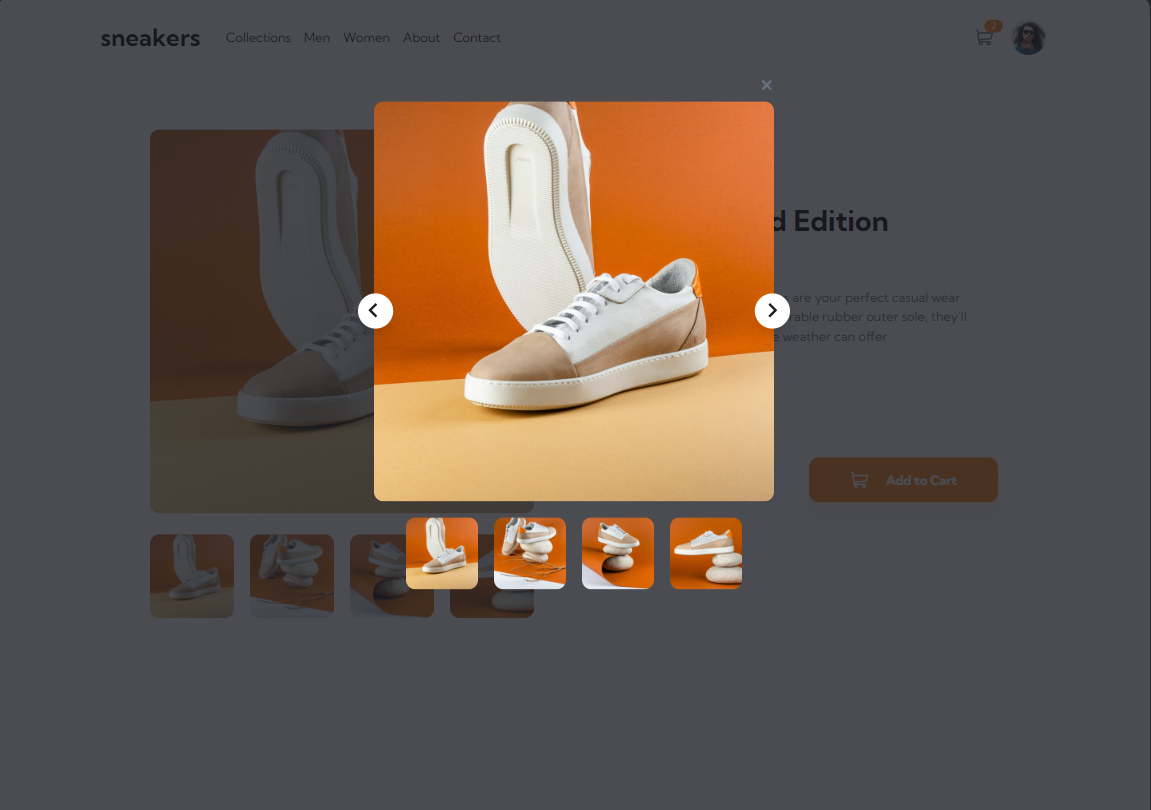 sneakers
Collections Men Women About Contact
2
d Edition
are your perfect casual wear
rable rubber outer sole, they'll
e weather can offer
Add to Cart